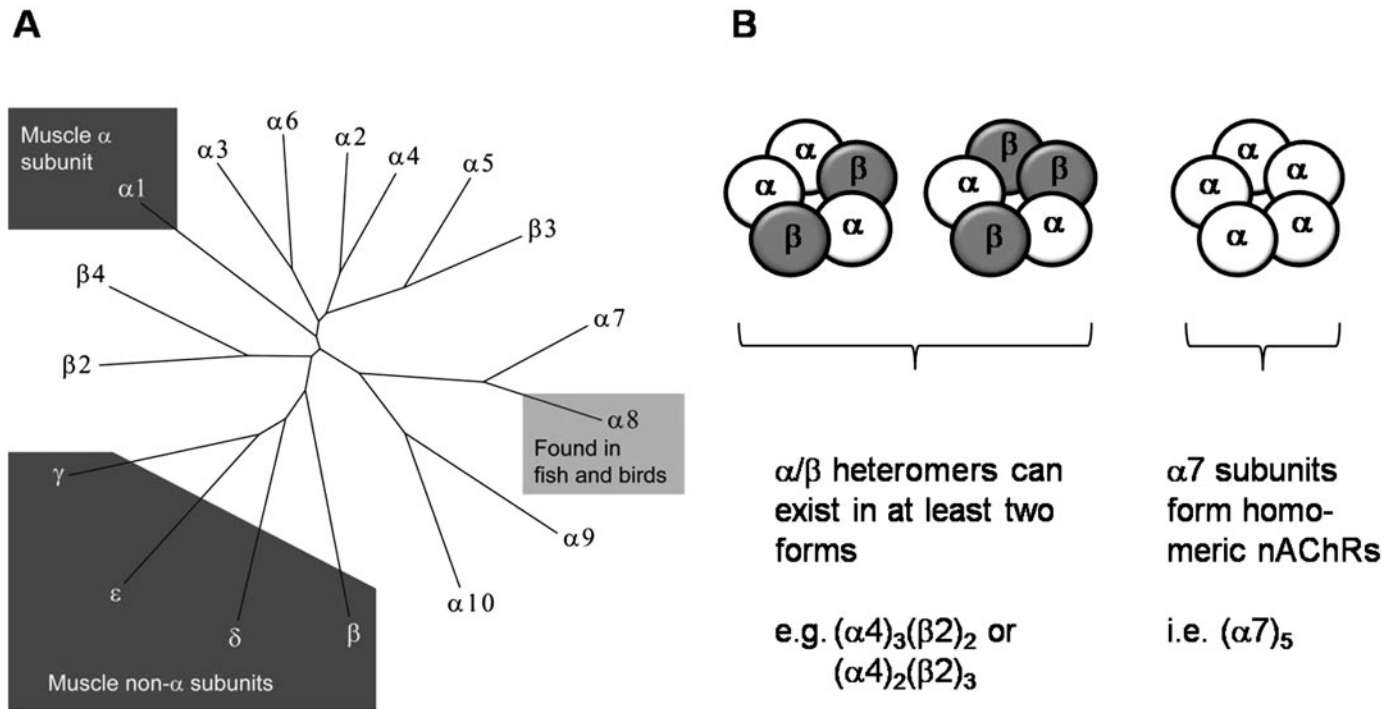 A
Muscle α
subunit
α1
α3
α6
α2
α4
α5
β3
β4
β2
α7
α8
Found in
fish and birds
α9
α10
γ
ε
δ
β
Muscle non-α subunits
B
α
β
α
β
α
β
β
α
β
α
α
α
α
α
α
α/β heteromers can
exist in at least two
forms
e.g. (α4)₃(β2)₂ or
(α4)₂(β2)₃
α7 subunits
form homo-
meric nAChRs
i.e. (α7)₅